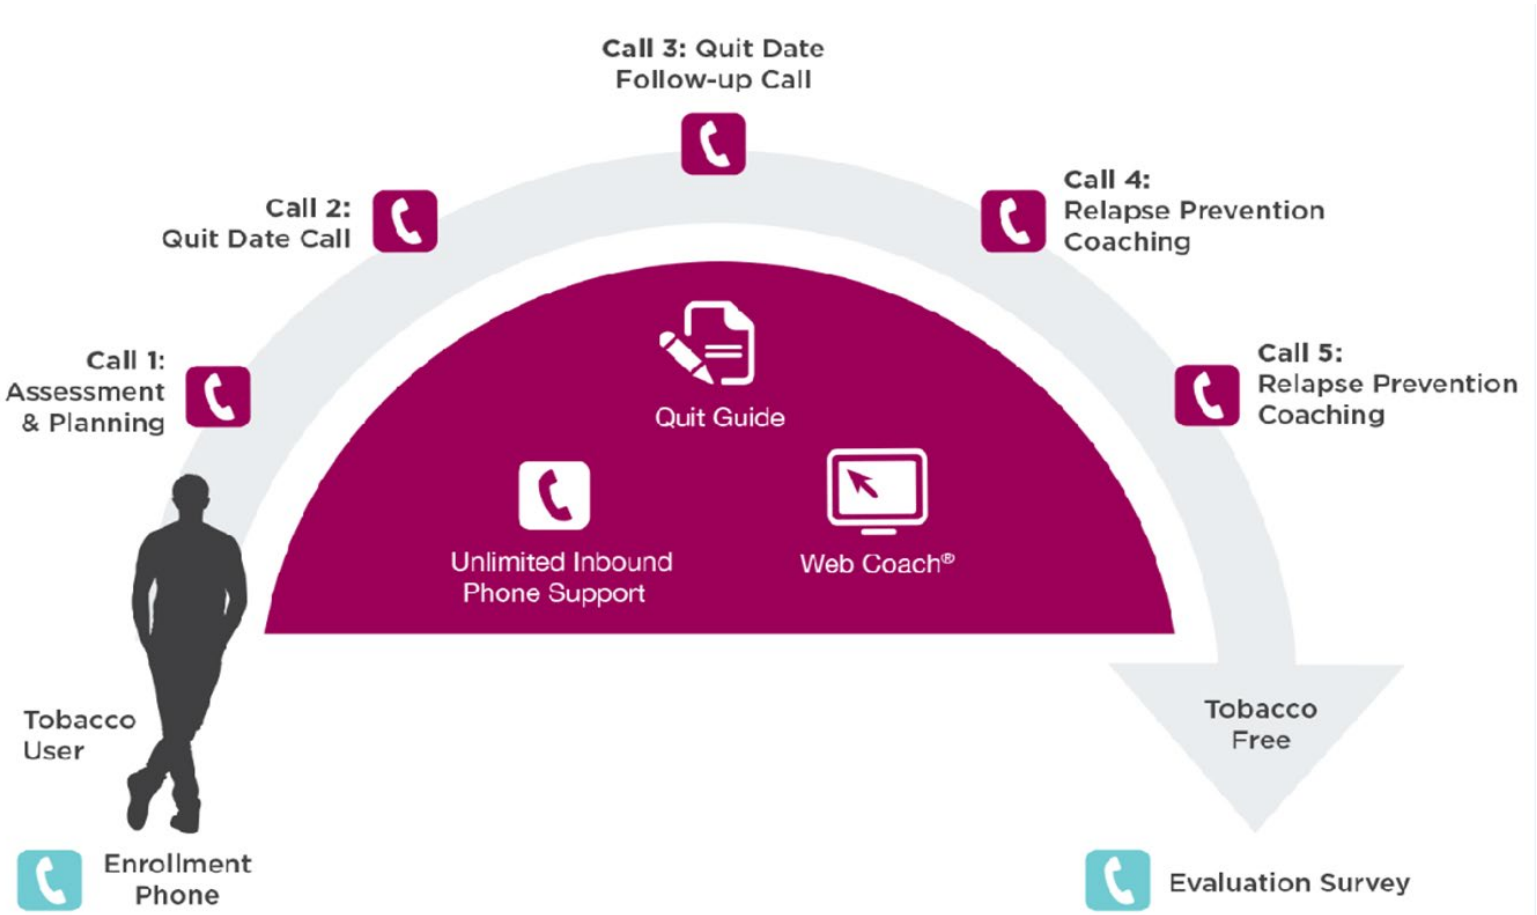 Call 3: Quit Date
Follow-up Call
Call 2:
Quit Date Call
Call 4:
Relapse Prevention
Coaching
Call 1:
Assessment
& Planning
Call 5:
Relapse Prevention
Coaching
Quit Guide
Unlimited Inbound
Phone Support
Web Coach®
Tobacco
User
Tobacco
Free
Enrollment
Phone
Evaluation Survey